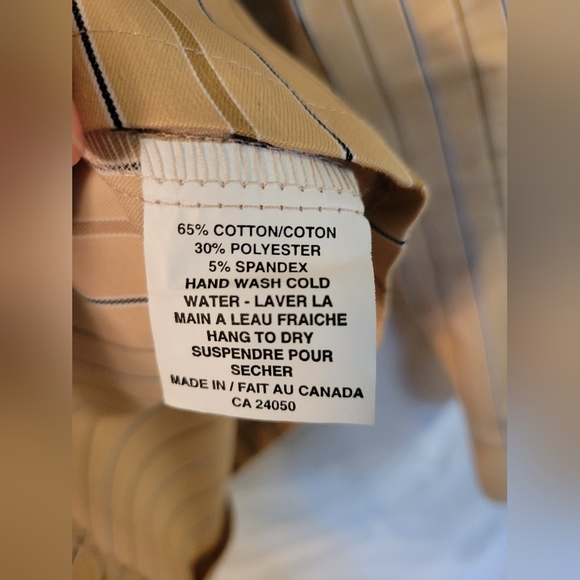 65% COTTON/COTON
30% POLYESTER
5% SPANDEX
HAND WASH COLD
WATER - LAVER LA
MAIN A LEAU FRAICHE
HANG TO DRY
SUSPENDRE POUR
SECHER
MADE IN / FAIT AU CANADA
CA 24050